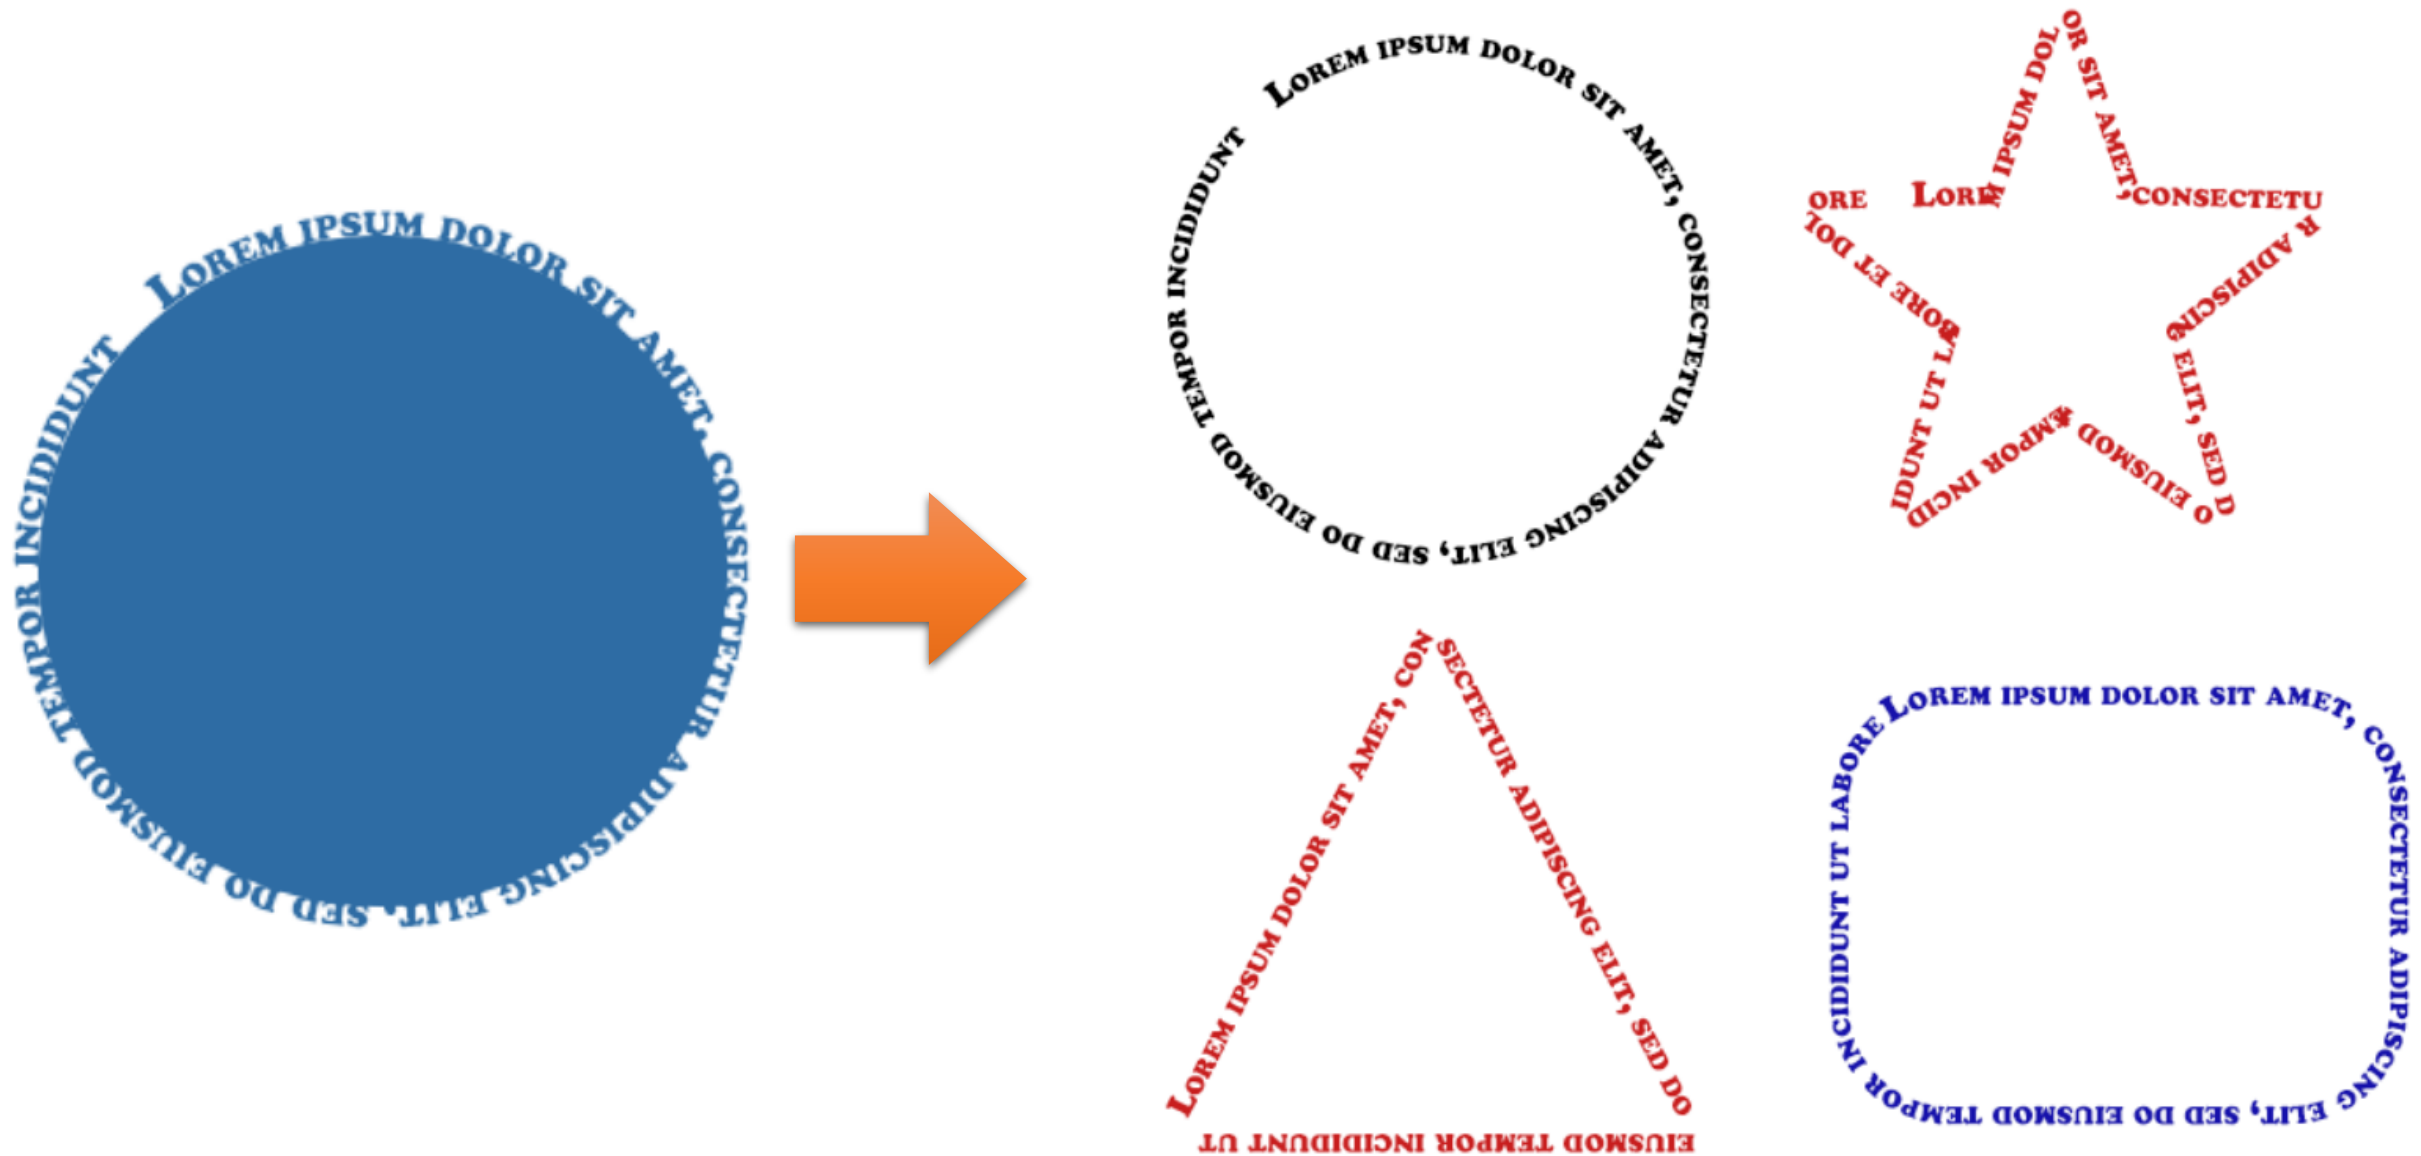 Lorem ipsum dolor sit amet, consectetur adipiscing elit, sed do eiusmod tempor incididunt
Lorem ipsum dolor sit amet, consectetur adipiscing elit, sed do eiusmod tempor incididunt
Lorem ipsum dolor sit amet, consectetur adipiscing elit, sed do eiusmod tempor incididunt ut labore et dolore
Lorem ipsum dolor sit amet, consectetur adipiscing elit, sed do eiusmod tempor incididunt ut
Lorem ipsum dolor sit amet, consectetur adipiscing elit, sed do eiusmod tempor incididunt ut labore